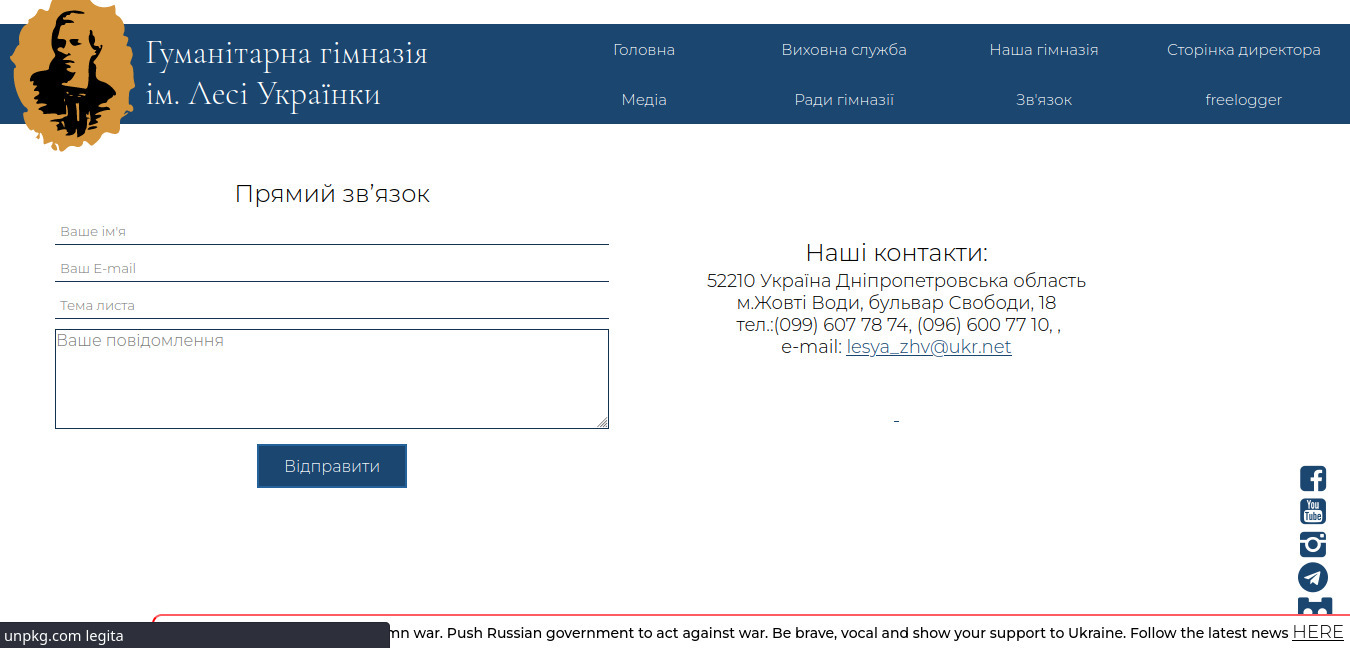 Гуманітарна гімназія
ім. Лесі Українки
Головна
Виховна служба
Наша гімназія
Сторінка директора
Медіа
Ради гімназії
Зв'язок
freelogger
Прямий зв’язок
Ваше ім'я
Ваш E-mail
Тема листа
Ваше повідомлення
Відправити
Наші контакти:
52210 Україна Дніпропетровська область
м.Жовті Води, бульвар Свободи, 18
тел.:(099) 607 78 74, (096) 600 77 10, ,
e-mail: lesya_zhv@ukr.net
-
You
Tube
war. Push Russian government to act against war. Be brave, vocal and show your support to Ukraine. Follow the latest news HERE
unpkg.com legita